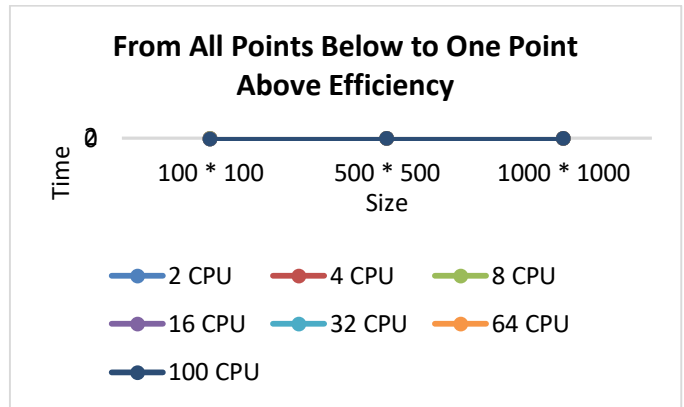 From All Points Below to One Point
Above Efficiency
Time
100 * 100 500 * 500 1000 * 1000
Size
2 CPU 4 CPU 8 CPU
16 CPU 32 CPU 64 CPU
100 CPU